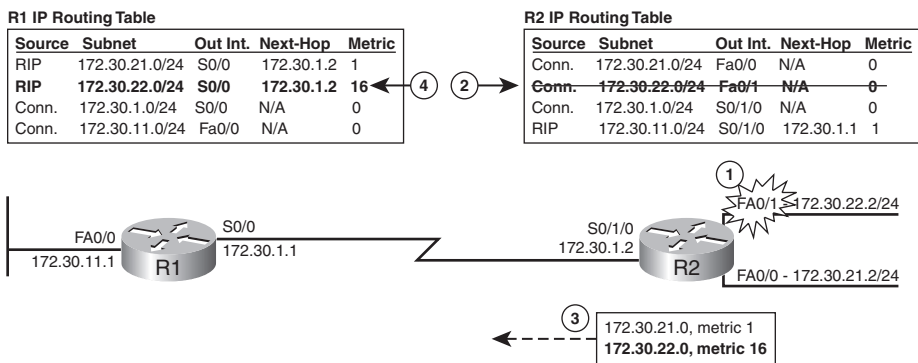 R1 IP Routing Table
Source Subnet Out Int. Next-Hop Metric
RIP 172.30.21.0/24 S0/0 172.30.1.2 1
RIP 172.30.22.0/24 S0/0 172.30.1.2 16
Conn. 172.30.1.0/24 S0/0 N/A 0
Conn. 172.30.11.0/24 Fa0/0 N/A 0
4
2
R2 IP Routing Table
Source Subnet Out Int. Next-Hop Metric
Conn. 172.30.21.0/24 Fa0/0 N/A 0
Conn. 172.30.22.0/24 Fa0/1 N/A 0
Conn. 172.30.1.0/24 S0/1/0 N/A 0
RIP 172.30.11.0/24 S0/1/0 172.30.1.1 1
1
FA0/1 - 172.30.22.2/24
FA0/0
172.30.11.1
R1
S0/0
172.30.1.1
S0/1/0
172.30.1.2
R2
FA0/0 - 172.30.21.2/24
3
172.30.21.0, metric 1
172.30.22.0, metric 16